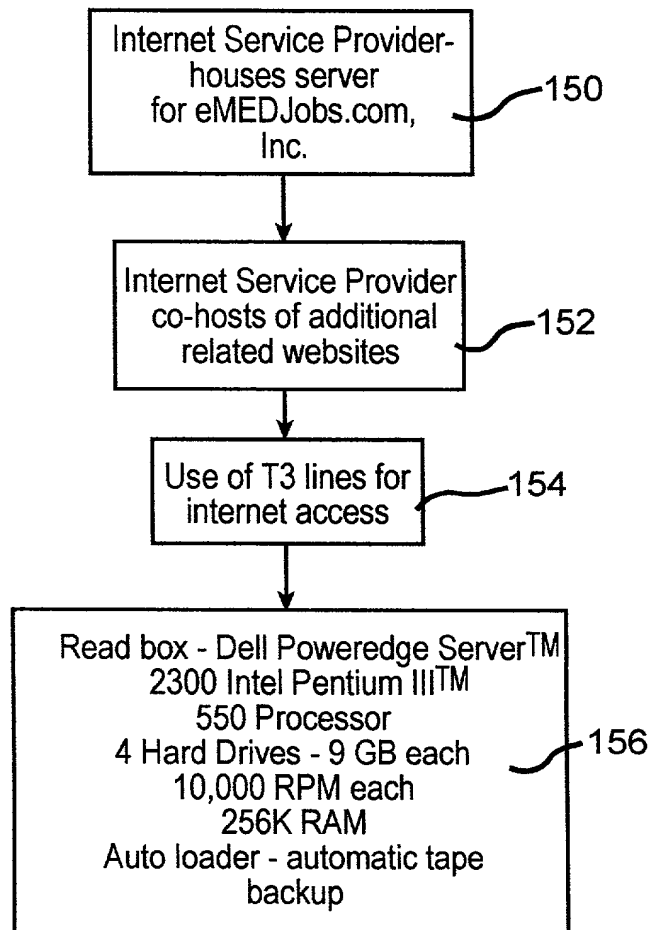 Internet Service Provider-
houses server
for eMEDJobs.com,
Inc.
150
Internet Service Provider
co-hosts of additional
related websites
152
Use of T3 lines for
internet access
154
Read box - Dell Poweredge Server™
2300 Intel Pentium III™
550 Processor
4 Hard Drives - 9 GB each
10,000 RPM each
256K RAM
Auto loader - automatic tape
backup
156